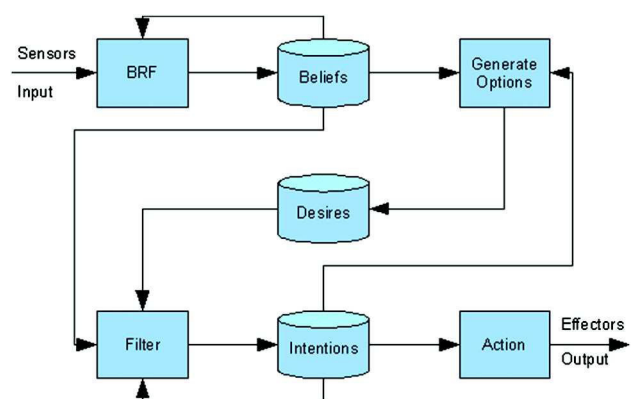 Sensors
Input
BRF
Beliefs
Generate
Options
Desires
Filter
Intentions
Action
Effectors
Output